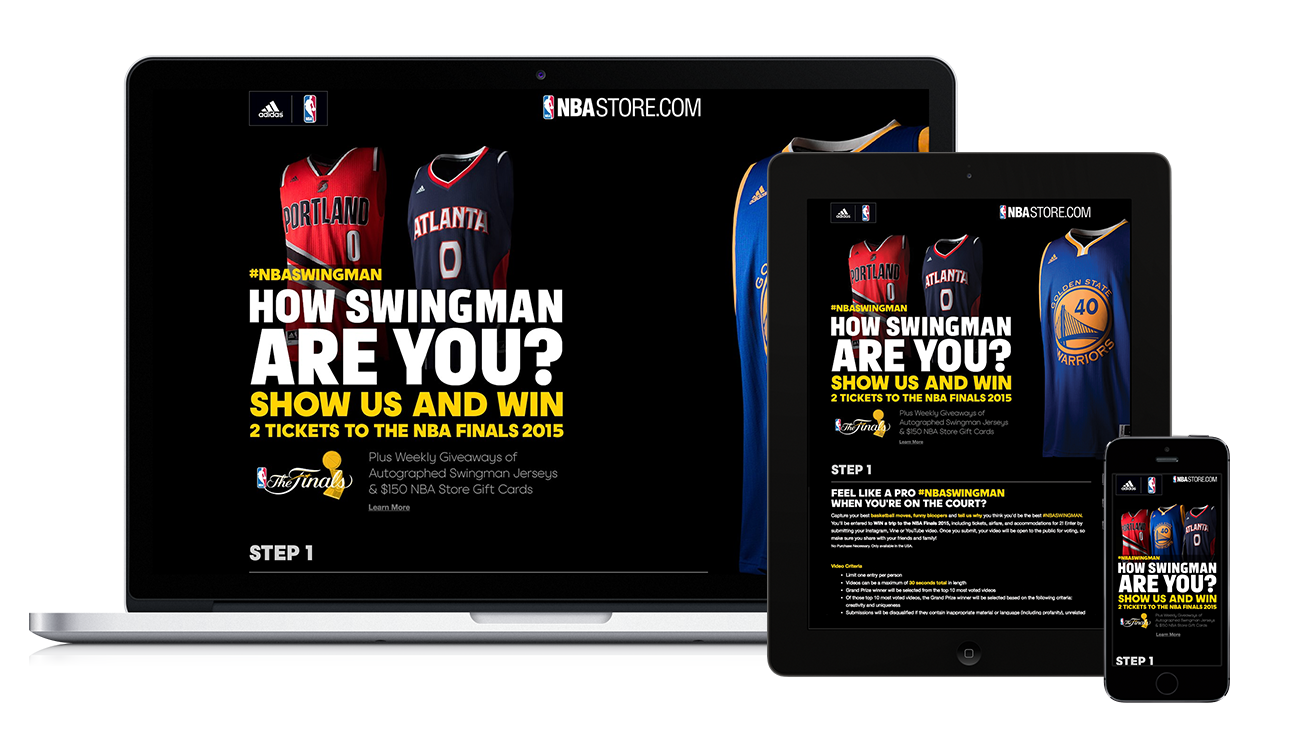 adidas
NBASTORE.COM
PORTLAND
0
ATLANTA
0
#NBASWINGMAN
HOW SWINGMAN
ARE YOU?
SHOW US AND WIN
2 TICKETS TO THE NBA FINALS 2015
The Finals
Plus Weekly Giveaways of
Autographed Swingman Jerseys
& $150 NBA Store Gift Cards
Learn More
STEP 1
adidas
NBASTORE.COM
PORTLAND
0
ATLANTA
0
GOLDEN STATE
40
WARRIORS
#NBASWINGMAN
HOW SWINGMAN
ARE YOU?
SHOW US AND WIN
2 TICKETS TO THE NBA FINALS 2015
The Finals
Plus Weekly Giveaways of
Autographed Swingman Jerseys
& $150 NBA Store Gift Cards
Learn More
STEP 1
FEEL LIKE A PRO #NBASWINGMAN
WHEN YOU'RE ON THE COURT?
Capture your best basketball moves, funny bloopers and tell us why you think you'd be the best #NBASWINGMAN.
You'll be entered to WIN a trip to the NBA Finals 2015, including tickets, airfare, and accommodations for 2! Enter by
submitting your Instagram, Vine or YouTube video. Once you submit, your video will be open to the public for voting, so
make sure you share with your friends and family!
No Purchase Necessary. Only available in the USA.
Video Criteria
• Limit one entry per person
• Videos can be a maximum of 30 seconds total in length
• Grand Prize winner will be selected from the top 10 most voted videos
• Of those top 10 most voted videos, the Grand Prize winner will be selected based on the following criteria;
creativity and uniqueness
• Submissions will be disqualified if they contain inappropriate material or language (including profanity), unrelated
adidas
NBASTORE.COM
PORTLAND
0
40
ATLANTA
0
#NBASWINGMAN
HOW SWINGMAN
ARE YOU?
SHOW US AND WIN
2 TICKETS TO THE NBA FINALS 2015
The Finals
Plus Weekly Giveaways of
Autographed Swingman Jerseys
& $150 NBA Store Gift Cards
Learn More
STEP 1